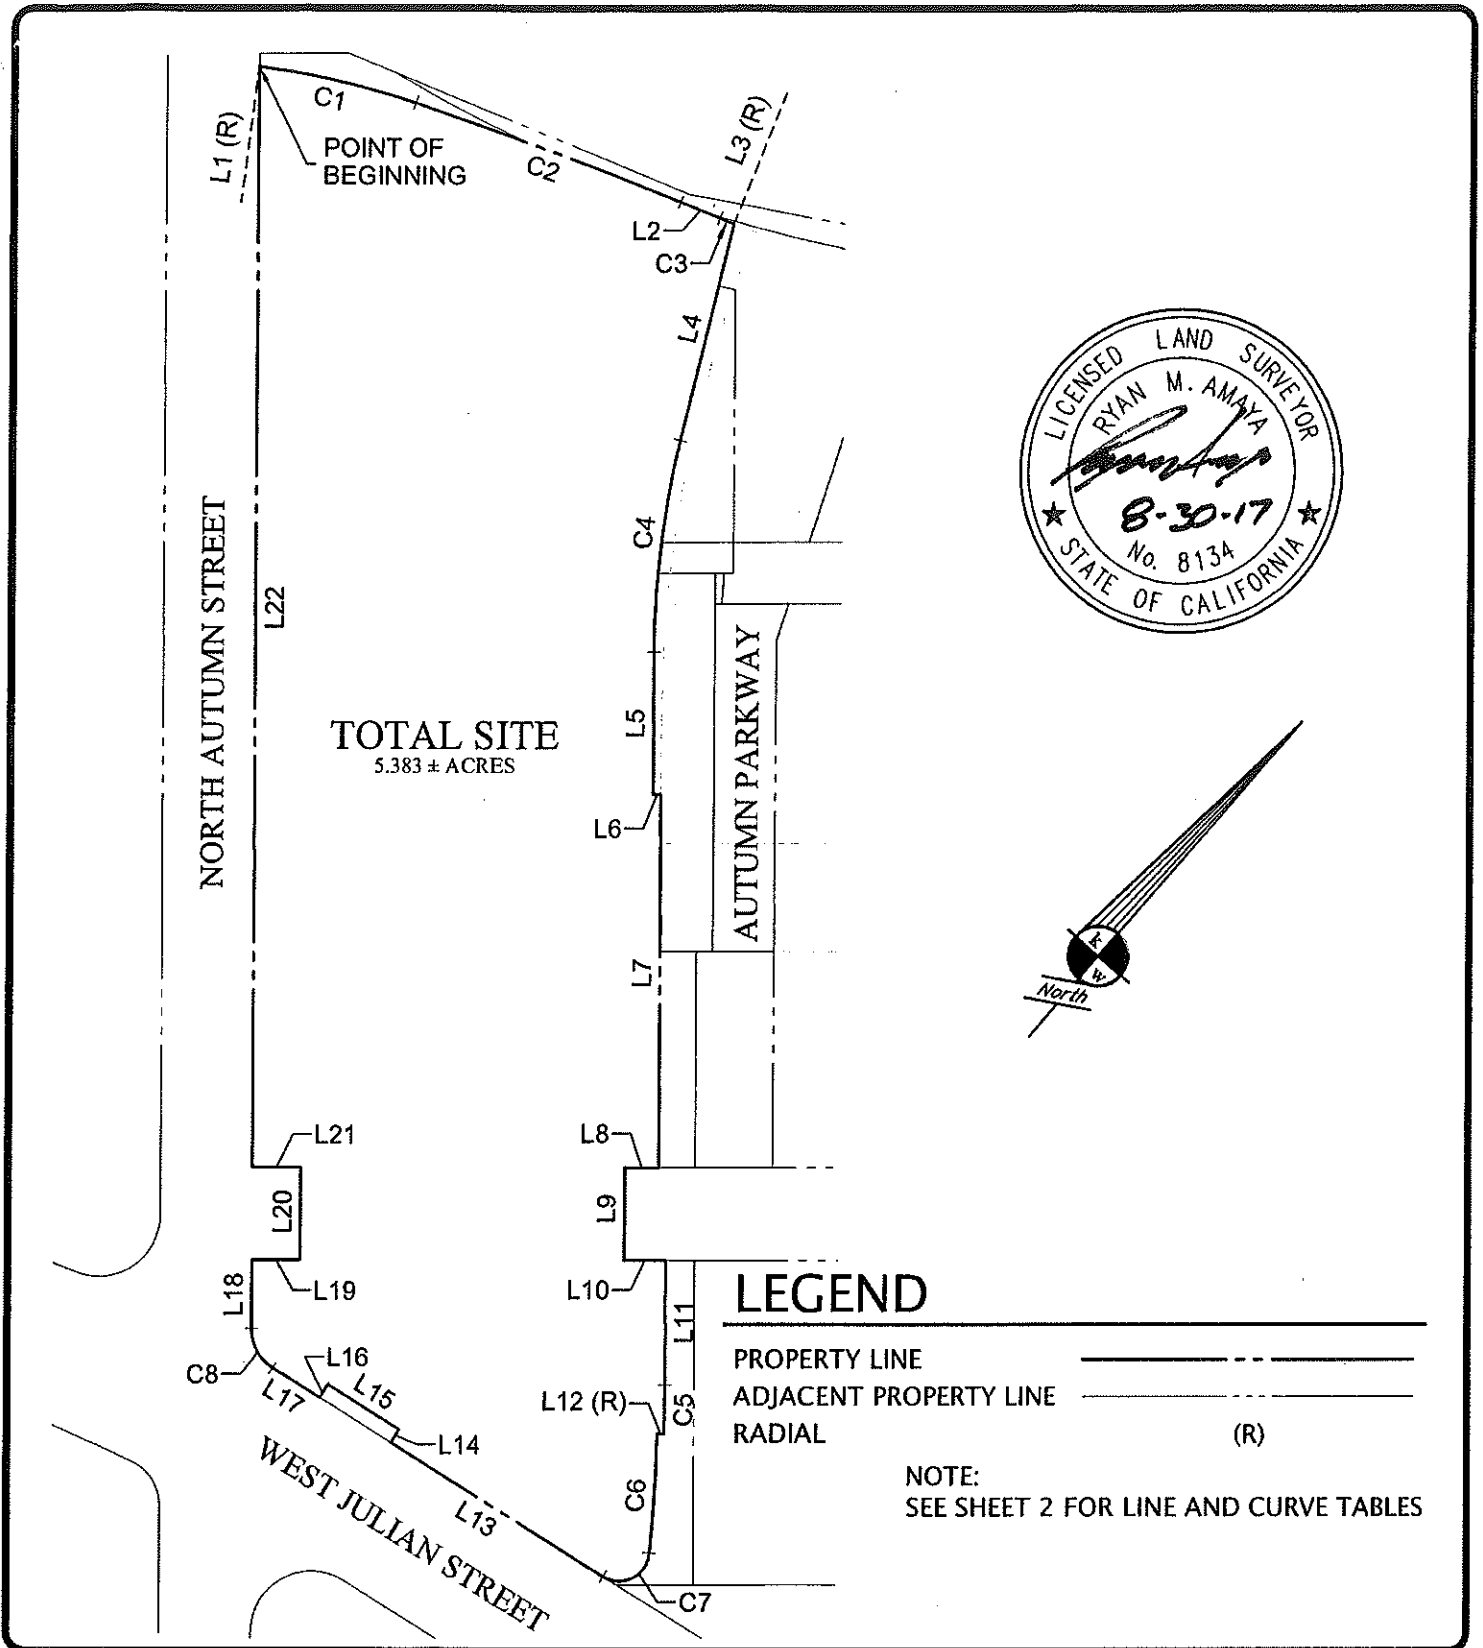 C1
L1 (R)
POINT OF
BEGINNING
C2
L3 (R)
L2
C3
L4
LICENSED LAND SURVEYOR
RYAN M. AMAYA
8-30-17
No. 8134
★ STATE OF CALIFORNIA ★
C4
NORTH AUTUMN STREET
L22
TOTAL SITE
5.383 ± ACRES
L5
AUTUMN PARKWAY
L6
L7
North
L21
L8
L20
L9
L18
L19
L10
L11
LEGEND
PROPERTY LINE
ADJACENT PROPERTY LINE
RADIAL (R)
C8
L16
L15
L17
L12 (R)
C5
L14
L13
C6
WEST JULIAN STREET
C7
NOTE:
SEE SHEET 2 FOR LINE AND CURVE TABLES